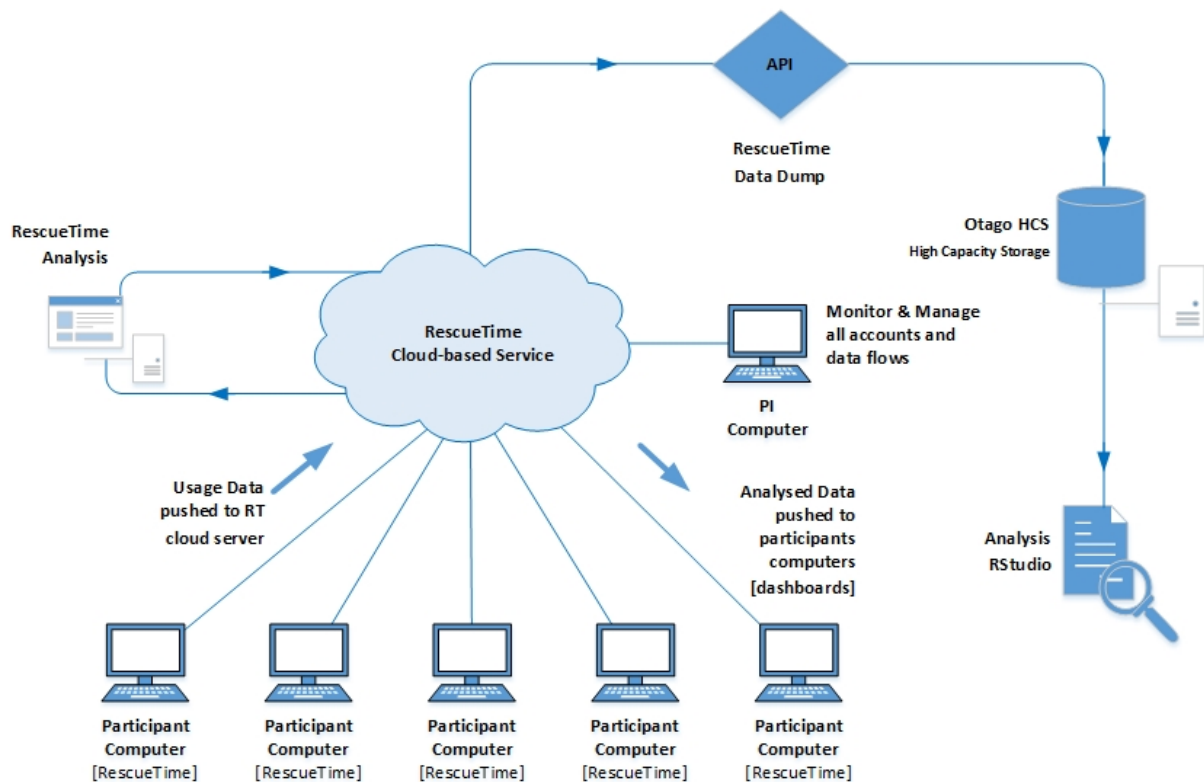 API
RescueTime
Data Dump
Otago HCS
High Capacity Storage
RescueTime
Analysis
RescueTime
Cloud-based Service
Monitor & Manage
all accounts and
data flows
PI
Computer
Usage Data
pushed to RT
cloud server
Analysed Data
pushed to
participants
computers
[dashboards]
Analysis
RStudio
Participant
Computer
[RescueTime]
Participant
Computer
[RescueTime]
Participant
Computer
[RescueTime]
Participant
Computer
[RescueTime]
Participant
Computer
[RescueTime]